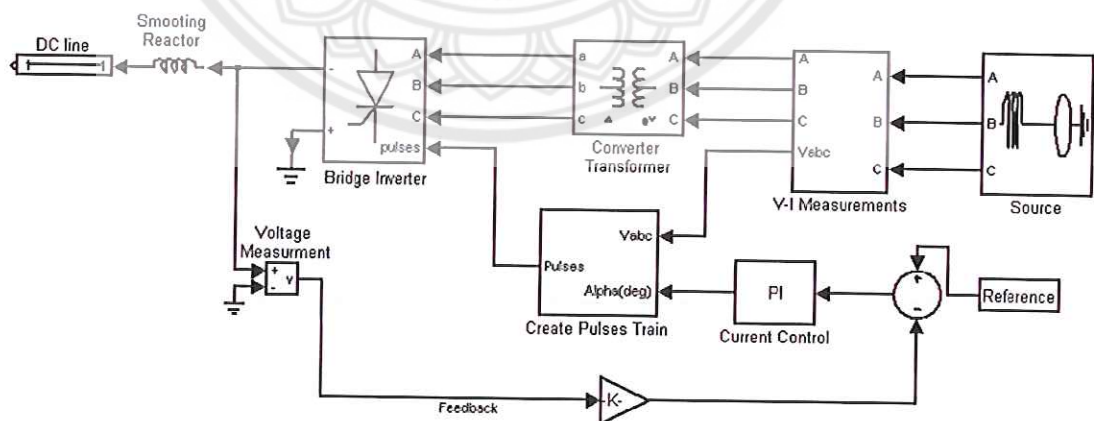 DC line
Smooting
Reactor
-
+
A
B
C
pulses
Bridge Inverter
a
b
c
A
B
C
Converter
Transformer
A
B
C
Vabc
A
B
C
V-I Measurements
A
B
C
Source
Voltage
Measurment
+
-
v
Vabc
Pulses
Alpha(deg)
Create Pulses Train
PI
Current Control
+
-
Reference
Feedback
-K-